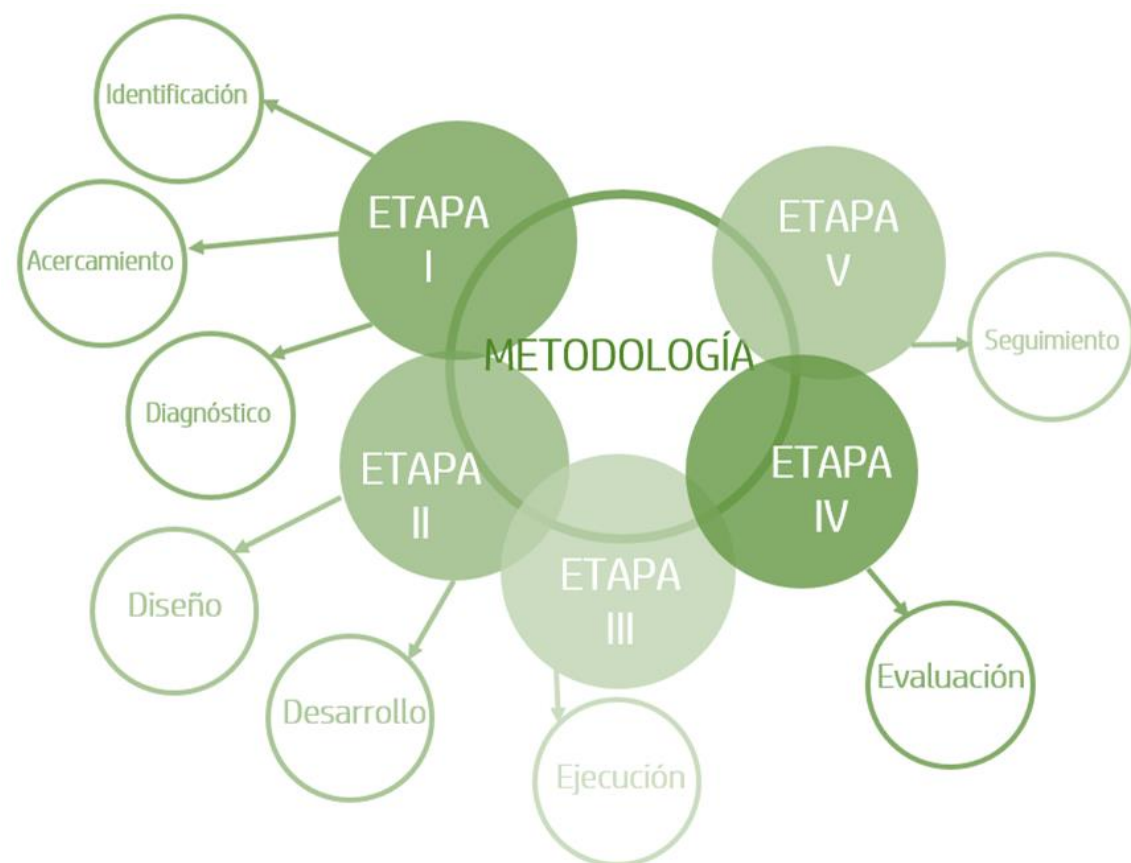 Identificación
ETAPA
I
Acercamiento
Diagnóstico
METODOLOGÍA
ETAPA
II
Diseño
Desarrollo
ETAPA
III
Ejecución
ETAPA
IV
Evaluación
ETAPA
V
Seguimiento